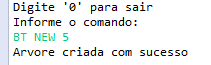 Digite '0' para sair
Informe o comando:
BT NEW 5
Arvore criada com sucesso